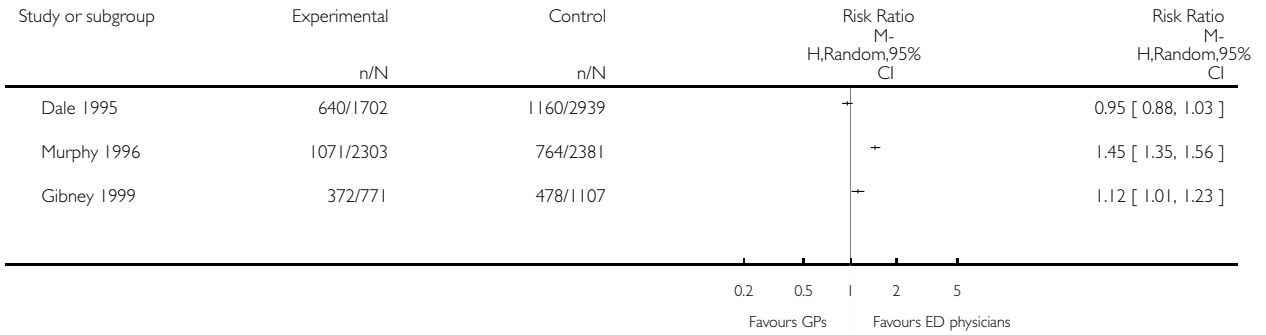 Study or subgroup Experimental Control Risk Ratio Risk Ratio
M- M-
H,Random,95% H,Random,95%
n/N n/N CI CI
Dale 1995 640/1702 1160/2939 0.95 [ 0.88, 1.03 ]
Murphy 1996 1071/2303 764/2381 1.45 [ 1.35, 1.56 ]
Gibney 1999 372/771 478/1107 1.12 [ 1.01, 1.23 ]
0.2 0.5 1 2 5
Favours GPs Favours ED physicians